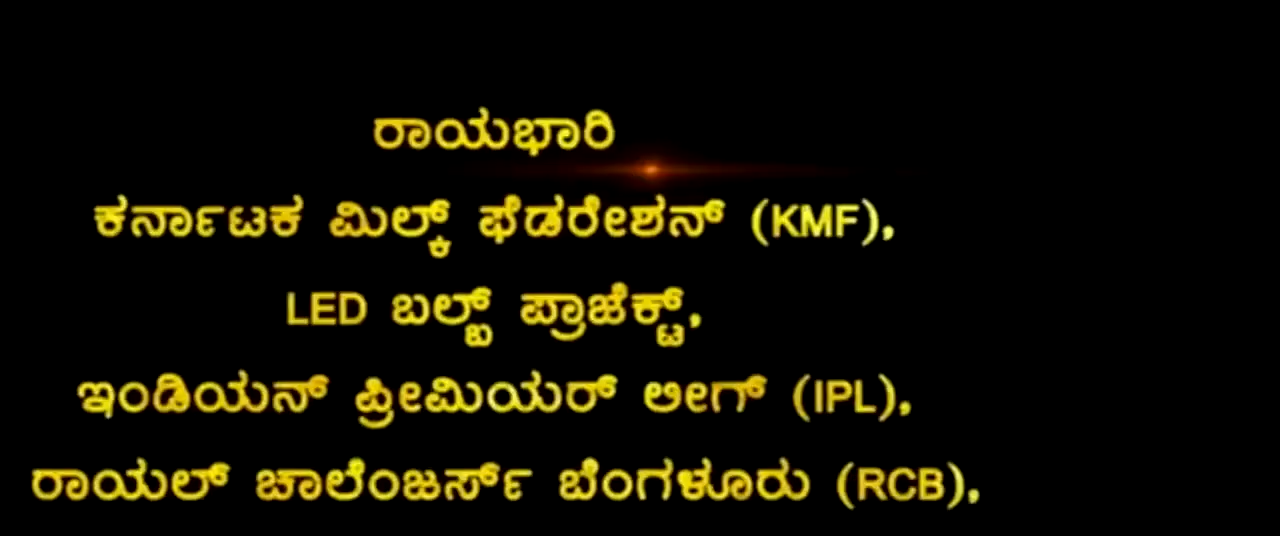 ರಾಯಭಾರಿ
ಕರ್ನಾಟಕ ಮಿಲ್ಕ್ ಫೆಡರೇಶನ್ (KMF),
LED ಬಲ್ಬ್ ಪ್ರಾಜೆಕ್ಟ್,
ಇಂಡಿಯನ್ ಪ್ರೀಮಿಯರ್ ಲೀಗ್ (IPL),
ರಾಯಲ್ ಚಾಲೆಂಜರ್ಸ್ ಬೆಂಗಳೂರು (RCB),